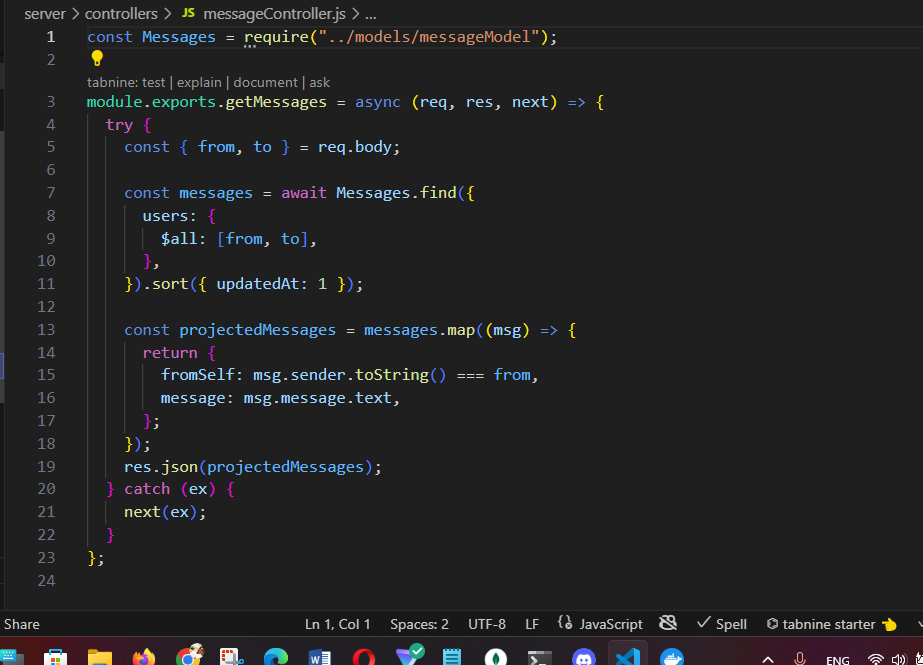 server > controllers > JS messageController.js > ...
1 const Messages = require("../models/messageModel");
2
tabnine: test | explain | document | ask
3 module.exports.getMessages = async (req, res, next) => {
4 try {
5 const { from, to } = req.body;
6
7 const messages = await Messages.find({
8 users: {
9 $all: [from, to],
10 },
11 }).sort({ updatedAt: 1 });
12
13 const projectedMessages = messages.map((msg) => {
14 return {
15 fromSelf: msg.sender.toString() === from,
16 message: msg.message.text,
17 };
18 });
19 res.json(projectedMessages);
20 } catch (ex) {
21 next(ex);
22 }
23 };
24
Share Ln 1, Col 1 Spaces: 2 UTF-8 LF {} JavaScript Spell tabnine starter
ENG